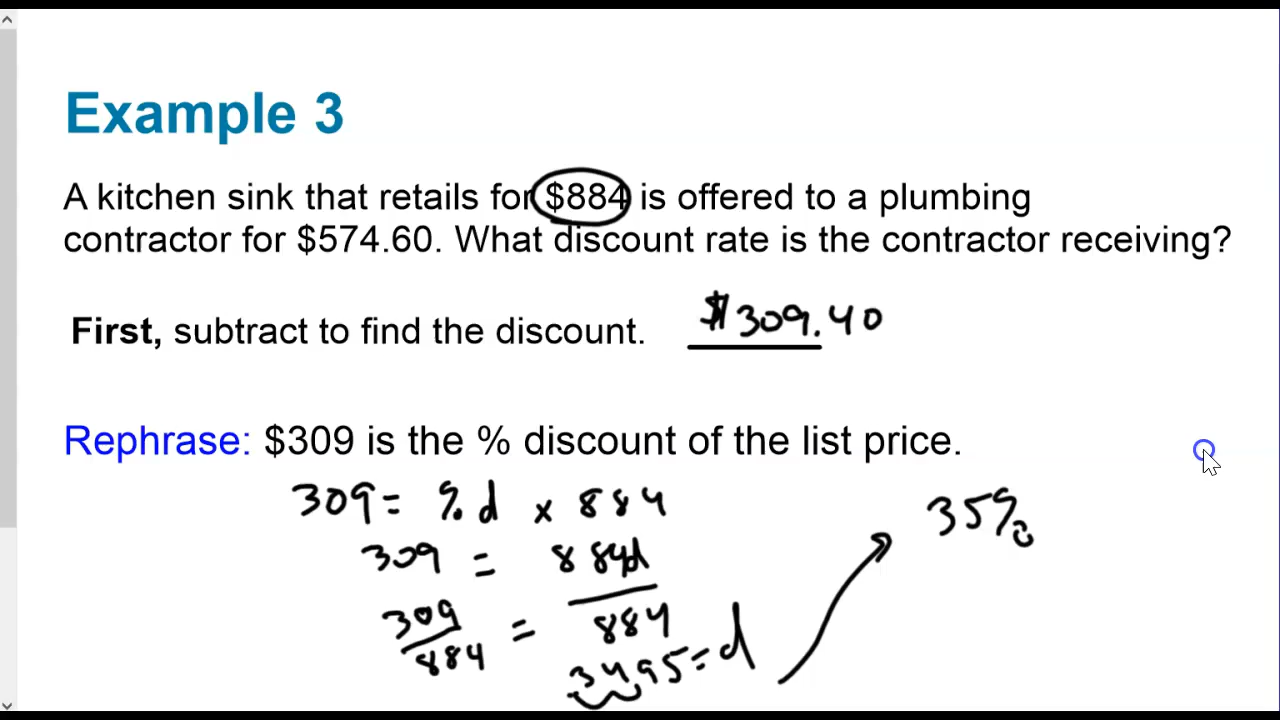 Example 3
A kitchen sink that retails for $884 is offered to a plumbing
contractor for $574.60. What discount rate is the contractor receiving?
First, subtract to find the discount. $309.40
Rephrase: $309 is the % discount of the list price.
309 = % d x 884
309 = 884d
309/884 = /884
.3495 = d
35%